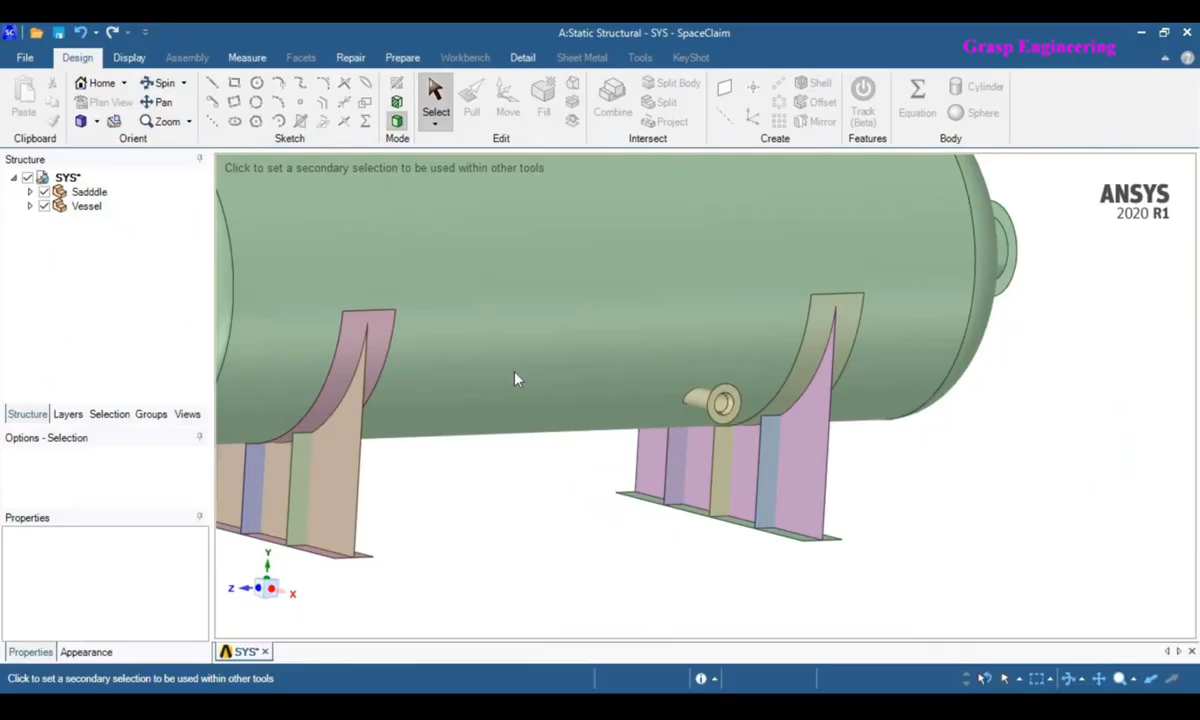 A:Static Structural - SYS - SpaceClaim
Grasp Engineering
File Design Display Assembly Measure Facets Repair Prepare Workbench Detail Sheet Metal Tools KeyShot
Home Spin Shell Cylinder
Plan View Pan Split Body Offset Sphere
Zoom Split Mirror
Paste Select Pull Move Fill Combine Project Track (Beta) Equation
Clipboard Orient Sketch Mode Edit Intersect Create Features Body
Structure
SYS*
Sadddle
Vessel
Click to set a secondary selection to be used within other tools
ANSYS
2020 R1
Structure Layers Selection Groups Views
Options - Selection
Properties
Y
Z
X
Properties Appearance
SYS*
Click to set a secondary selection to be used within other tools